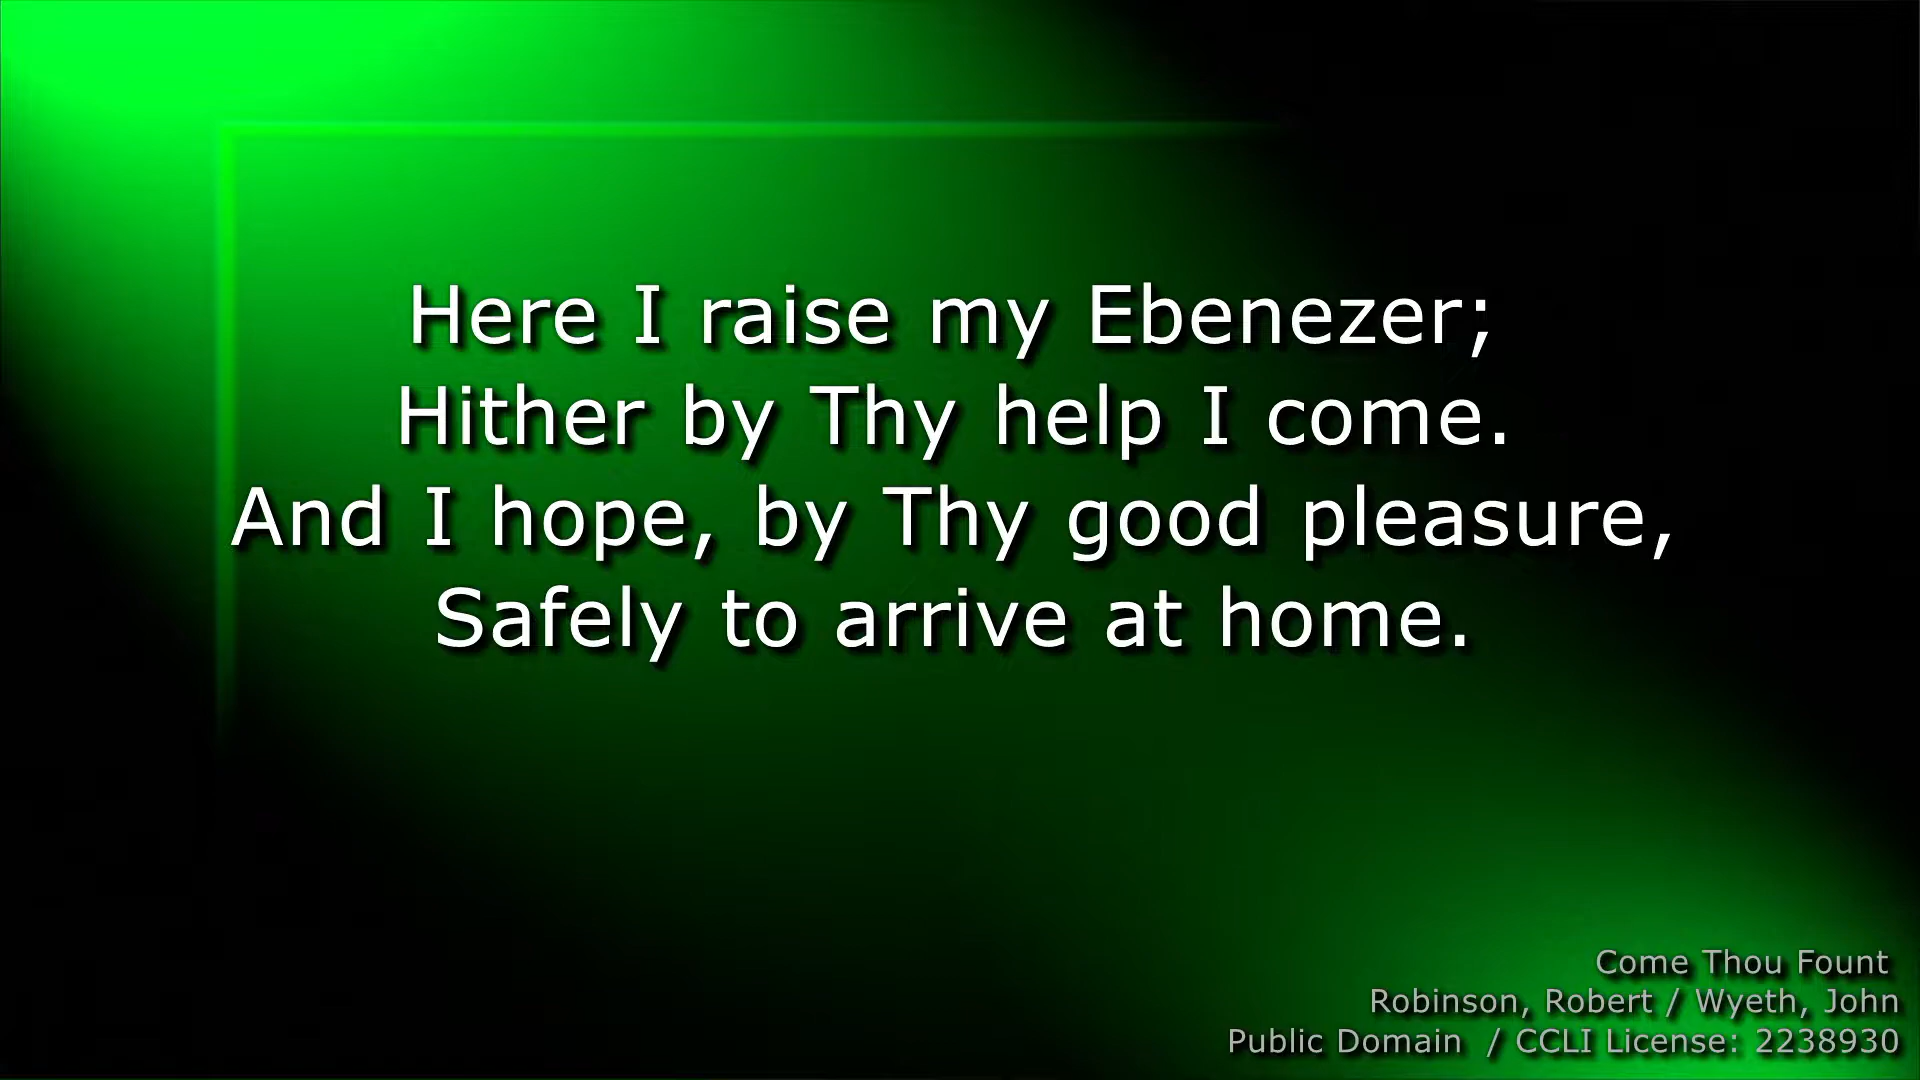 Here I raise my Ebenezer;
Hither by Thy help I come.
And I hope, by Thy good pleasure,
Safely to arrive at home.
Come Thou Fount
Robinson, Robert / Wyeth, John
Public Domain / CCLI License: 2238930